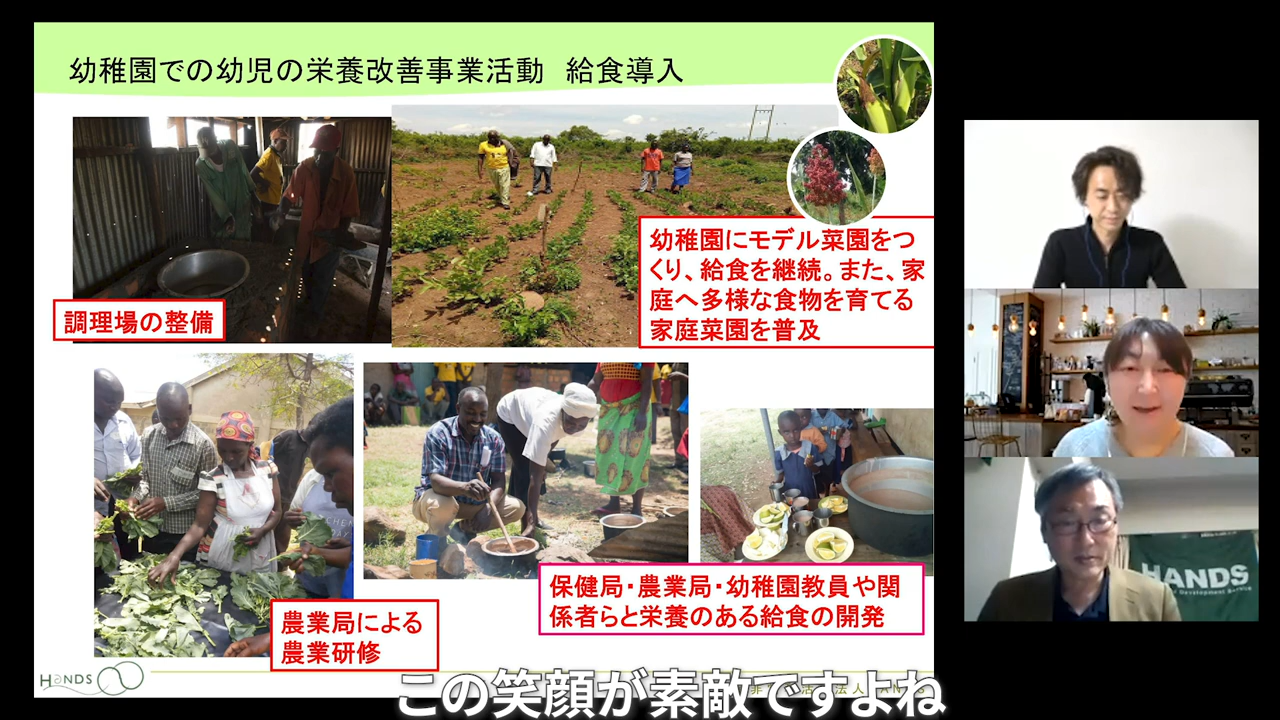 幼稚園での幼児の栄養改善事業活動　給食導入
幼稚園にモデル菜園をつ
くり、給食を継続。また、家
庭へ多様な食物を育てる
家庭菜園を普及
調理場の整備
保健局・農業局・幼稚園教員や関
係者らと栄養のある給食の開発
農業局による
農業研修
HANDS
この笑顔が素敵ですよね
HANDS
Development Service